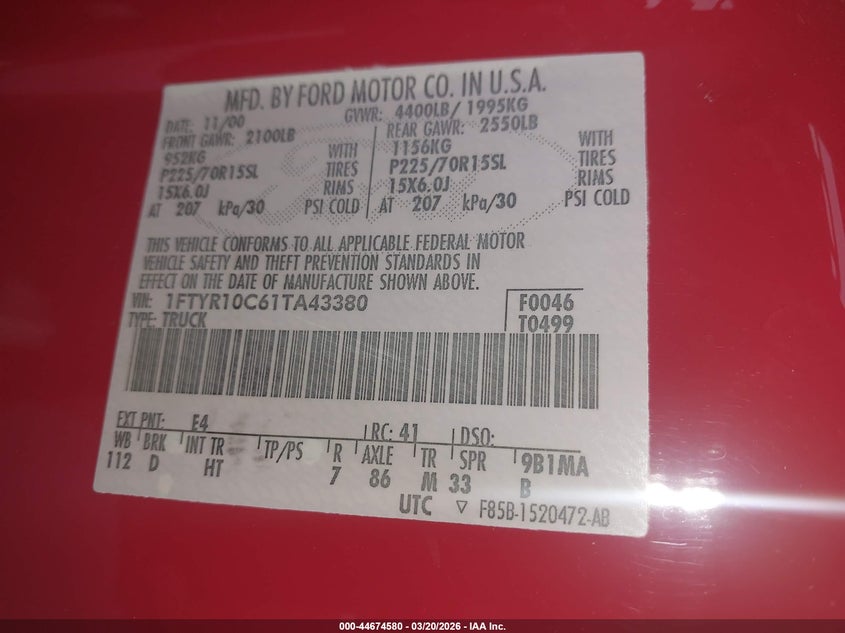 MFD. BY FORD MOTOR CO. IN U.S.A.
DATE: 11/00 GVWR: 4400LB/ 1995KG
FRONT GAWR: 2100LB REAR GAWR: 2550LB
952KG WITH 1156KG WITH
P225/70R15SL TIRES P225/70R15SL TIRES
15X6.0J RIMS 15X6.0J RIMS
AT 207 kPa/30 PSI COLD AT 207 kPa/30 PSI COLD
THIS VEHICLE CONFORMS TO ALL APPLICABLE FEDERAL MOTOR
VEHICLE SAFETY AND THEFT PREVENTION STANDARDS IN
EFFECT ON THE DATE OF MANUFACTURE SHOWN ABOVE.
VIN: 1FTYR10C61TA43380 F0046
TYPE: TRUCK T0499
EXT PNT: E4 RC: 41 DSO:
WB BRK INT TR TP/PS R AXLE TR SPR 9B1MA
112 D HT 7 86 M 33 B
UTC ▽ F85B-1520472-AB
000-44674580 - 03/20/2026 - IAA Inc.